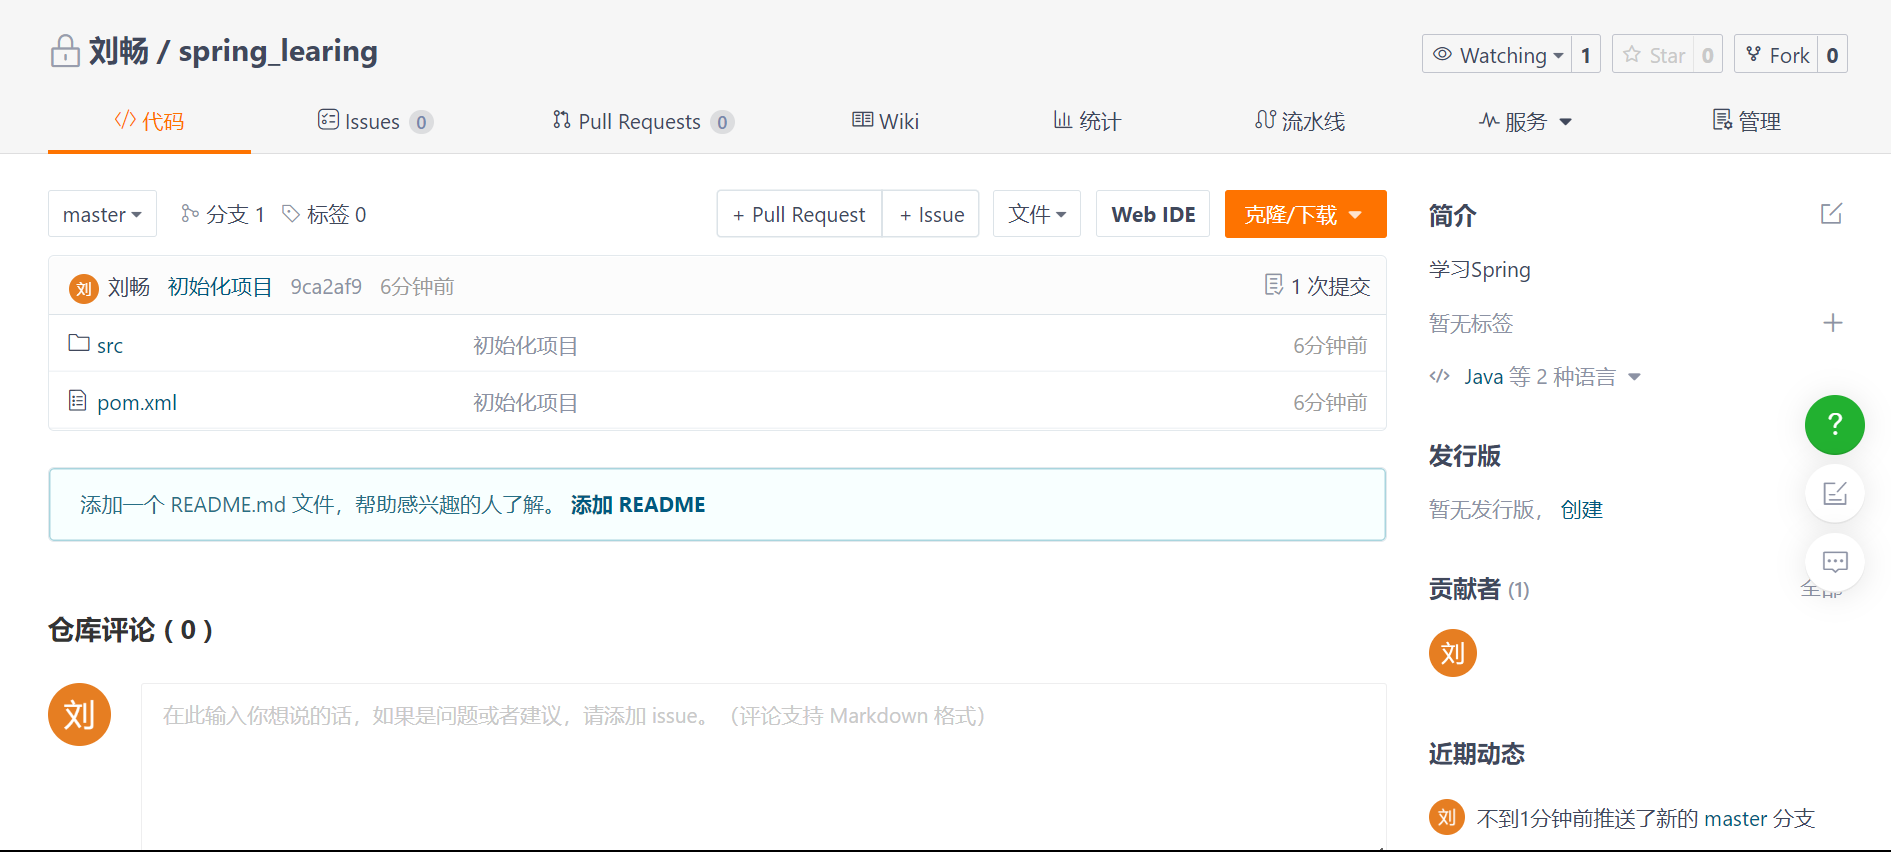 刘畅 / spring_learing
Watching 1 Star 0 Fork 0
代码 Issues 0 Pull Requests 0 Wiki 统计 流水线 服务 管理
master 分支 1 标签 0 + Pull Request + Issue 文件 Web IDE 克隆/下载
刘 刘畅 初始化项目 9ca2af9 6分钟前 1 次提交
src 初始化项目 6分钟前
pom.xml 初始化项目 6分钟前
添加一个 README.md 文件，帮助感兴趣的人了解。 添加 README
仓库评论 ( 0 )
刘
在此输入你想说的话，如果是问题或者建议，请添加 issue。（评论支持 Markdown 格式）
简介
学习Spring
暂无标签
Java 等 2 种语言
?
发行版
暂无发行版， 创建
贡献者 (1) 全部
刘
近期动态
刘 不到1分钟前推送了新的 master 分支